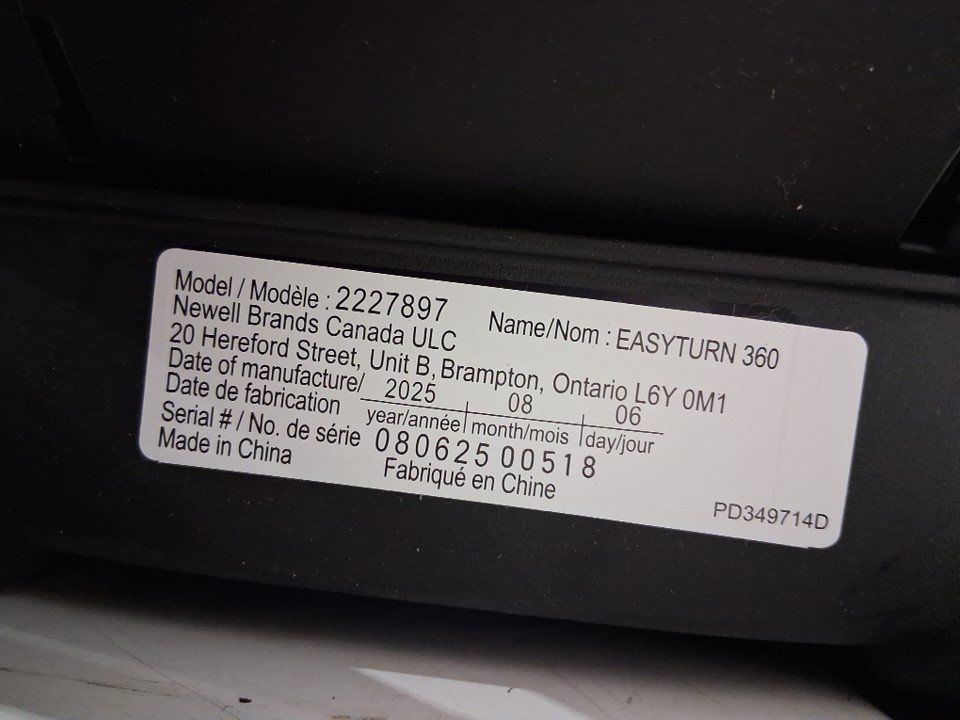 Model / Modèle : 2227897 Name/Nom : EASYTURN 360
Newell Brands Canada ULC
20 Hereford Street, Unit B, Brampton, Ontario L6Y 0M1
Date of manufacture/ 2025 08 06
Date de fabrication year/année month/mois day/jour
Serial # / No. de série 080625 00518
Made in China Fabriqué en Chine
PD349714D